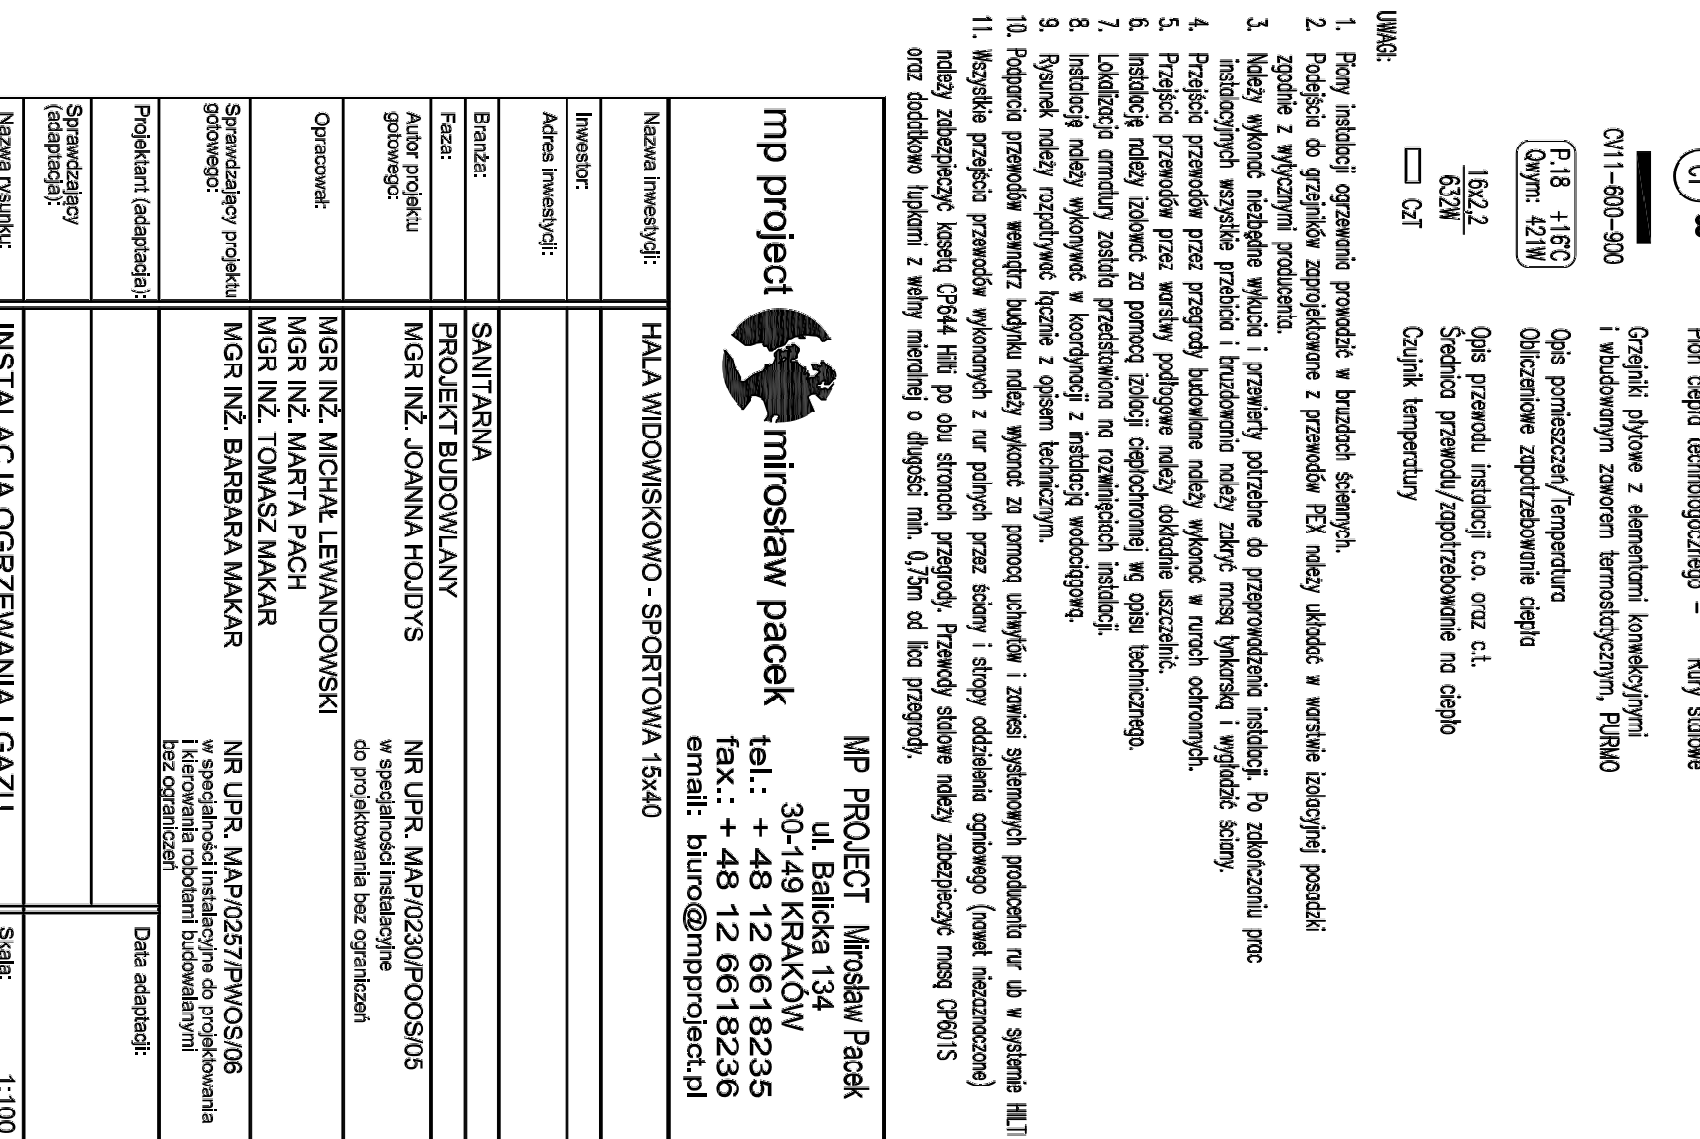 CV11-600-900
Grzejniki płytowe z elementami konwekcyjnymi
i wbudowanym zaworem termostatycznym, PURMO
P.18 +16°C
Qwym: 421W
Opis pomieszczeń/Temperatura
Obliczeniowe zapotrzebowanie ciepła
16x2,2
632W
Opis przewodu instalacji c.o. oraz c.t.
Średnica przewodu/zapotrzebowanie na ciepło
CzT
Czujnik temperatury
UWAGI:
1. Piony instalacji ogrzewania prowadzić w bruzdach ściennych.
2. Podejścia do grzejników zaprojektowane z przewodów PEX należy układać w warstwie izolacyjnej posadzki
zgodnie z wytycznymi producenta.
3. Należy wykonać niezbędne wykucia i przewierty potrzebne do przeprowadzenia instalacji. Po zakończaniu prac
instalacyjnych wszystkie przebicia i bruzdowania należy zakryć masą tynkarską i wygładzić ściany.
4. Przejścia przewodów przez przegrody budowlane należy wykonać w rurach ochronnych.
5. Przejścia przewodów przez warstwy podłogowe należy dokładnie uszczelnić.
6. Instalację należy izolować za pomocą izolacji ciepłochronnej wg opisu technicznego.
7. Lokalizacja armatury została przedstawiona na rozwinięciach instalacji.
8. Instalację należy wykonywać w koordynacji z instalacją wodociągową.
9. Rysunek należy rozpatrywać łącznie z opisem technicznym.
10. Podparcia przewodów wewnątrz budynku należy wykonać za pomocą uchwytów i zawiesi systemowych producenta rur ub w systemie HILTI
11. Wszystkie przejścia przewodów wykonanych z rur palnych przez ściany i stropy oddzielenia ogniowego (nawet niezaznaczone)
należy zabezpieczyć kasetą CP644 Hilti po obu stronach przegrody. Przewody stalowe należy zabezpieczyć masą CP601S
oraz dodatkowo łupkami z wełny mieralnej o długości min. 0,75m od lica przegrody.
mp project mirosław pacek
MP PROJECT Mirosław Pacek
ul. Balicka 134
30-149 KRAKÓW
tel.: + 48 12 6618235
fax.: + 48 12 6618236
email: biuro@mpproject.pl
Nazwa inwestycji: HALA WIDOWISKOWO - SPORTOWA 15x40
Inwestor:
Adres inwestycji:
Branża: SANITARNA
Faza: PROJEKT BUDOWLANY
Autor projektu
gotowego:
MGR INŻ. JOANNA HOJDYS
NR UPR. MAP/0230/POOS/05
w specjalności instalacyjne
do projektowania bez ograniczeń
Opracował:
MGR INŻ. MICHAŁ LEWANDOWSKI
MGR INŻ. MARTA PACH
MGR INŻ. TOMASZ MAKAR
Sprawdzający projektu
gotowego:
MGR INŻ. BARBARA MAKAR
NR UPR. MAP/0257/PWOS/06
w specjalności instalacyjne do projektowania
i kierowania robotami budowalanymi
bez ograniczeń
Projektant (adaptacja):
Data adaptacji:
Sprawdzający
(adaptacja):
Nazwa rysunku: INSTALACJA OGRZEWANIA I GAZU
Skala: 1:100